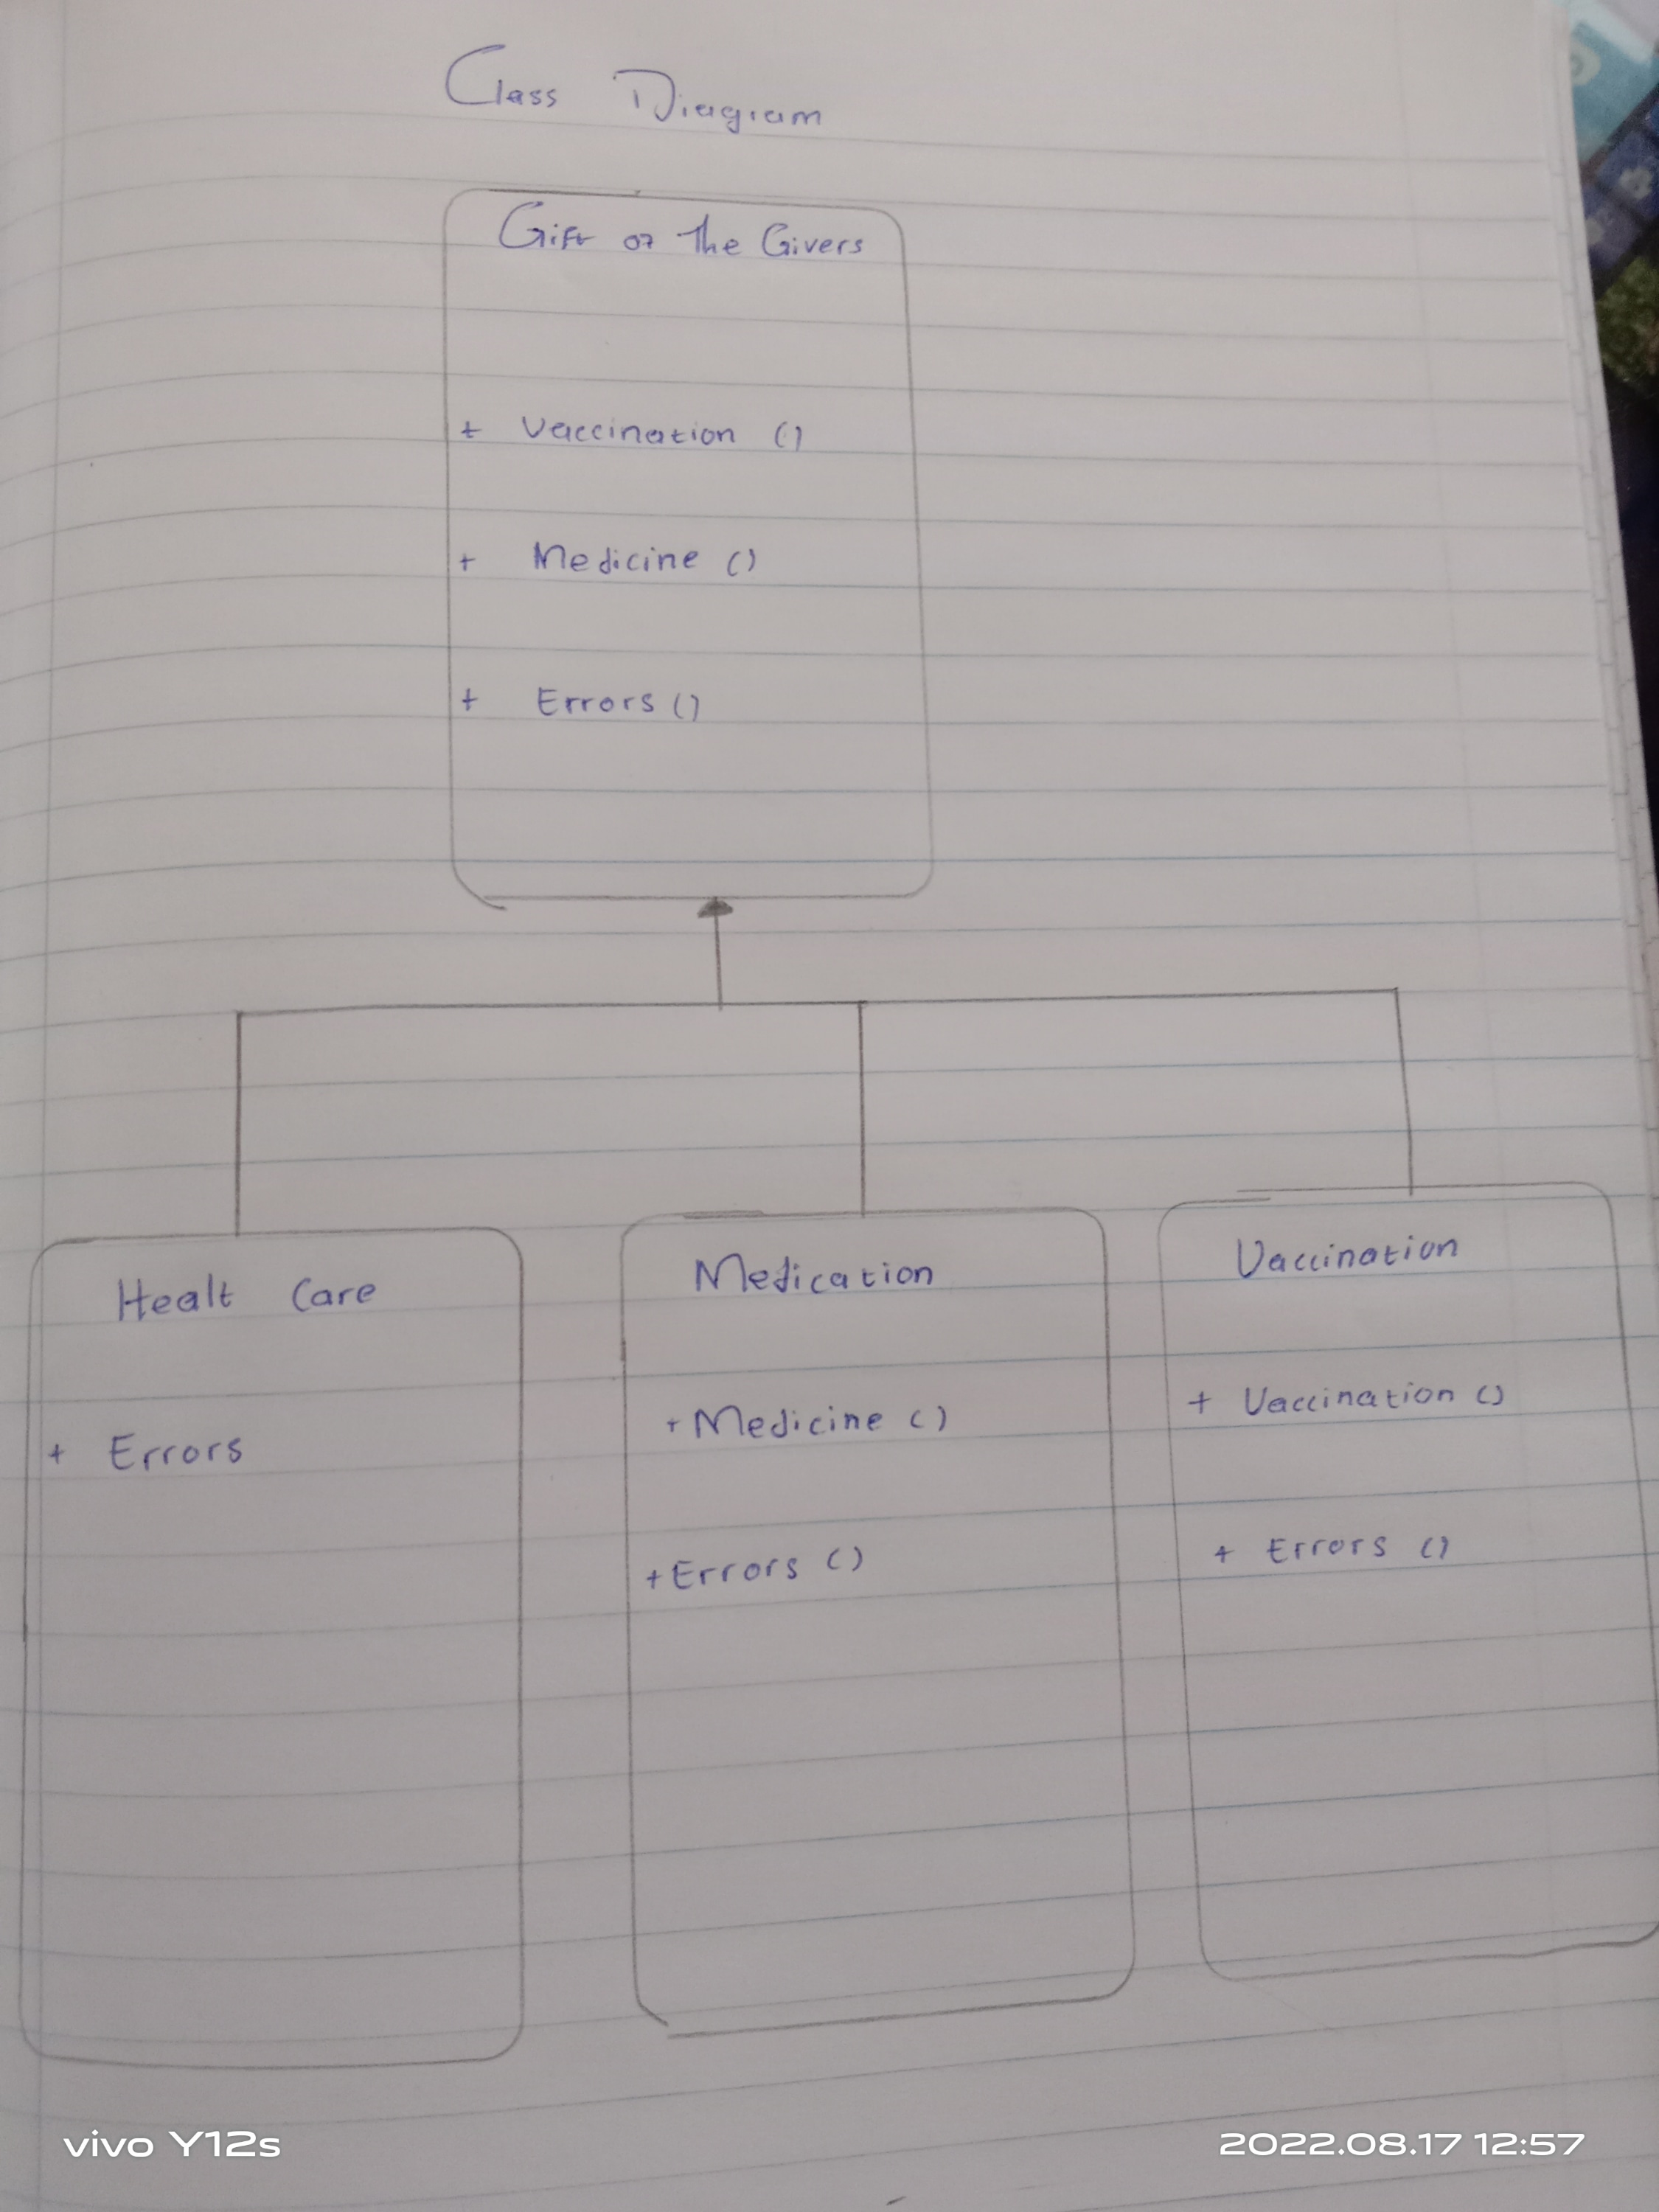 Class Diagram
Gift of The Givers
+ Vaccination ()
+ Medicine ()
+ Errors ()
Healt Care
+ Errors
Medication
+ Medicine ()
+ Errors ()
Vaccination
+ Vaccination ()
+ Errors ()
vivo Y12s
2022.08.17 12:57